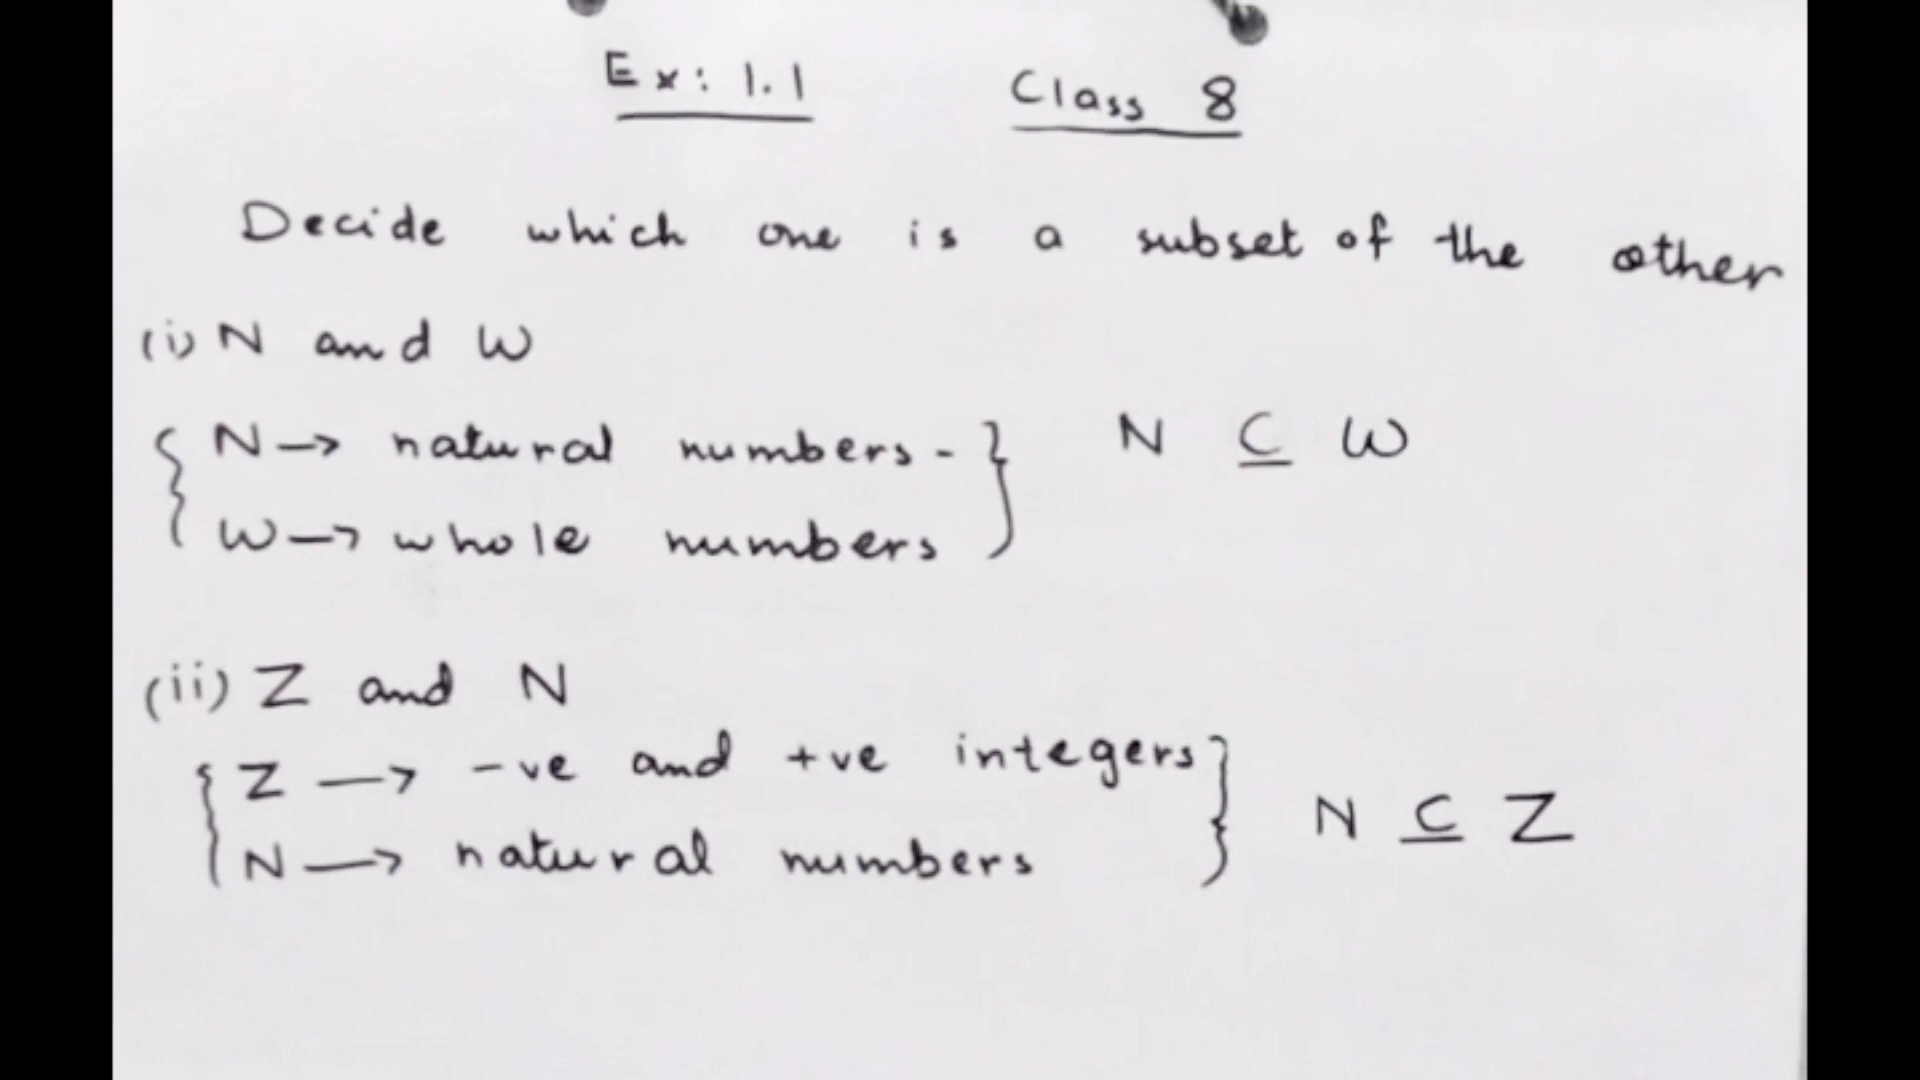 Ex: 1.1 Class 8
Decide which one is a subset of the other
(i) N and W
{ N → natural numbers - } N ⊆ W
W → whole numbers
(ii) Z and N
{ Z → -ve and +ve integers } N ⊆ Z
N → natural numbers